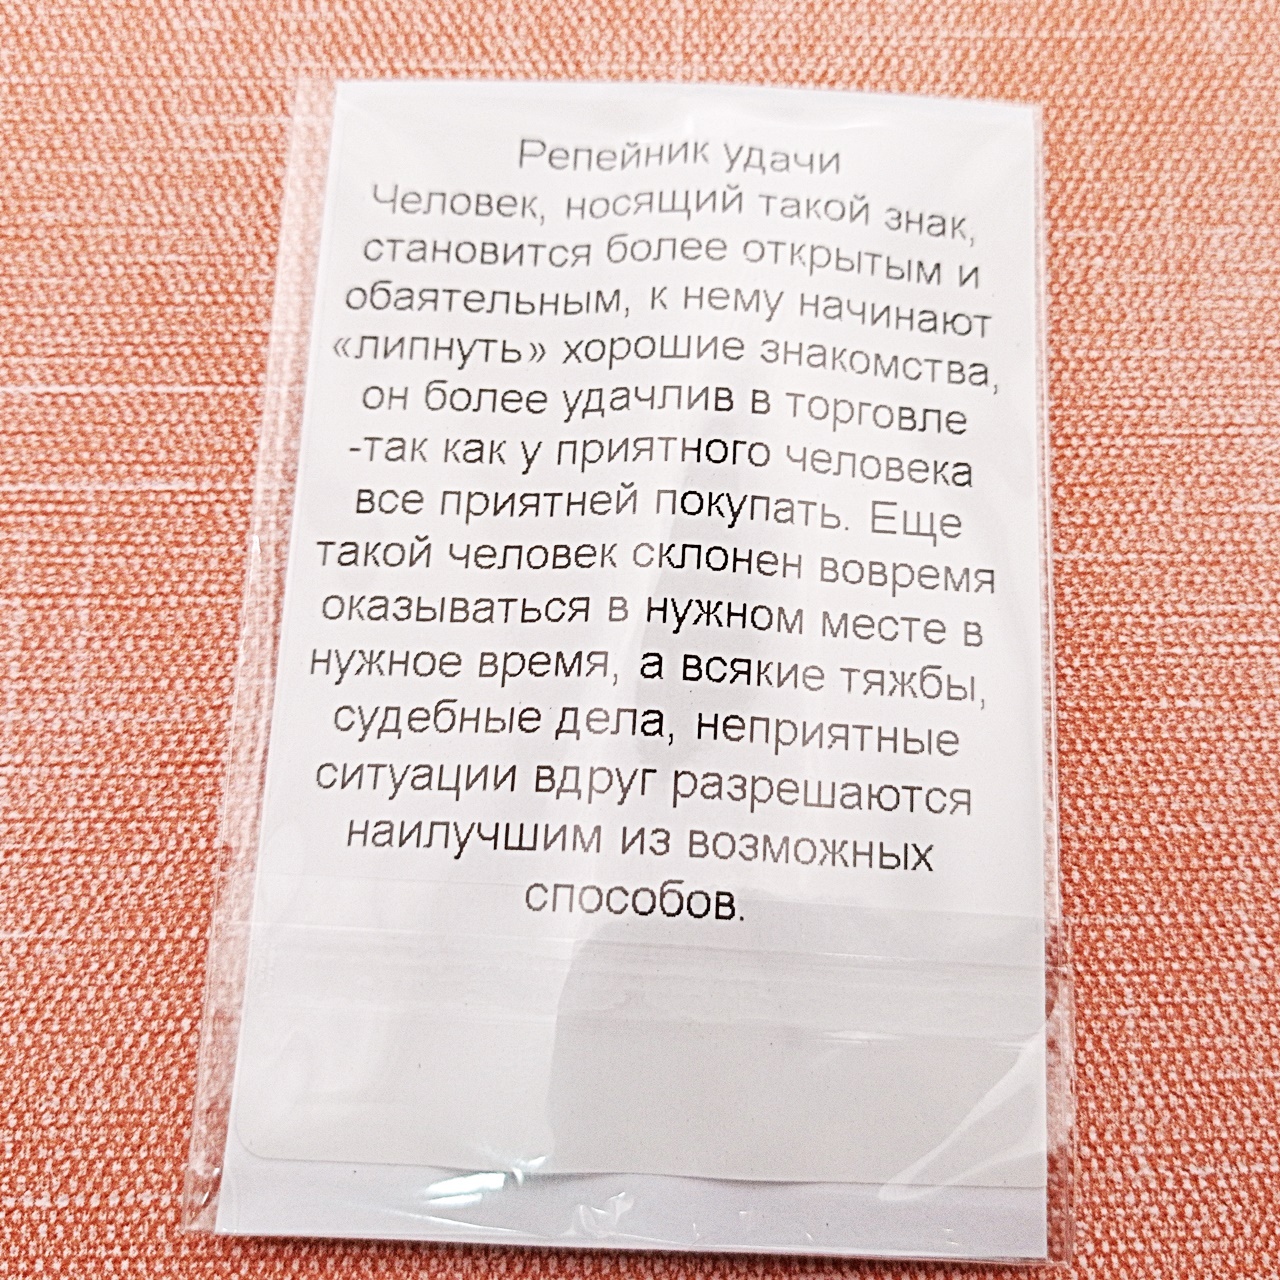 Репейник удачи
Человек, носящий такой знак,
становится более открытым и
обаятельным, к нему начинают
«липнуть» хорошие знакомства,
он более удачлив в торговле
-так как у приятного человека
все приятней покупать. Еще
такой человек склонен вовремя
оказываться в нужном месте в
нужное время, а всякие тяжбы,
судебные дела, неприятные
ситуации вдруг разрешаются
наилучшим из возможных
способов.